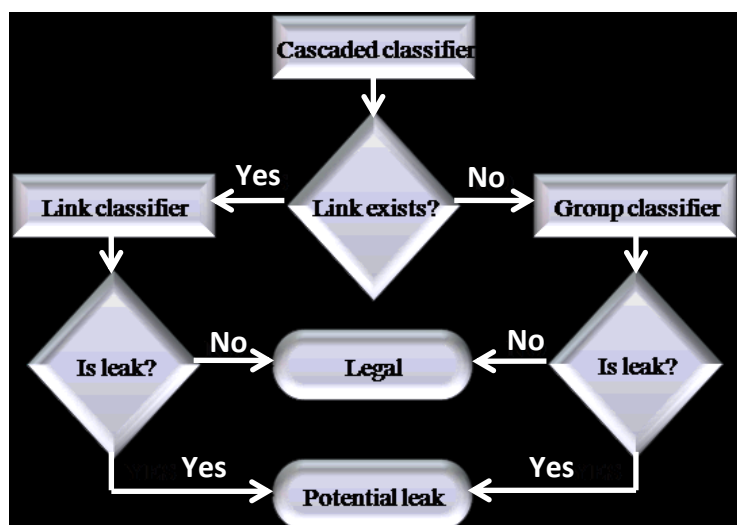 Cascaded classifier
Yes
No
Link classifier
Link exists?
Group classifier
Is leak?
No
Legal
No
Is leak?
Yes
Potential leak
Yes